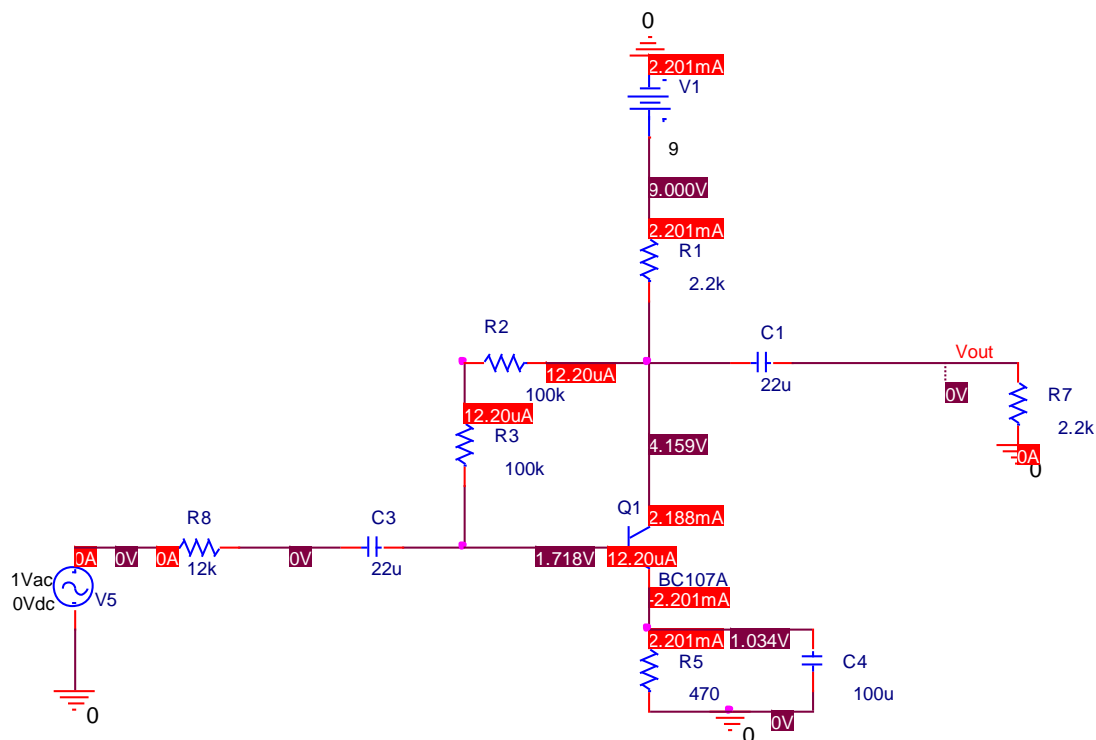 0
2.201mA
V1
9
9.000V
2.201mA
R1
2.2k
R2
C1
Vout
12.20uA
100k
22u
0V
R7
2.2k
12.20uA
R3
100k
4.159V
0A
0
Q1
2.188mA
R8
C3
0A
0V
0A
12k
0V
22u
1.718V
12.20uA
BC107A
1Vac
0Vdc
V5
-2.201mA
2.201mA
1.034V
R5
470
C4
100u
0V
0
0